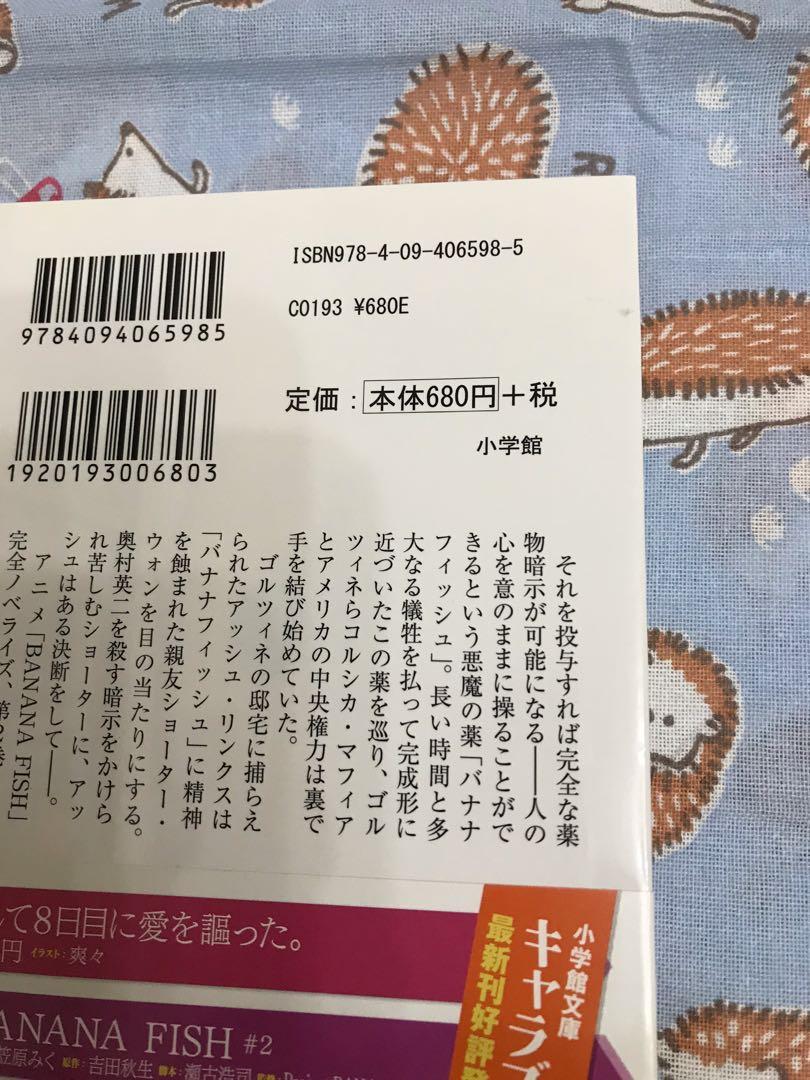 ISBN978-4-09-406598-5
9784094065985
C0193 ¥680E
1920193006803
定価：本体680円＋税
小学館
それを投与すれば完全な薬
物暗示が可能になる――人の
心を意のままに操ることがで
きるという悪魔の薬「バナナ
フィッシュ」。長い時間と多
大なる犠牲を払って完成形に
近づいたこの薬を巡り、ゴル
ツィネらコルシカ・マフィア
とアメリカの中央権力は裏で
手を結び始めていた。
ゴルツィネの邸宅に捕らえ
られたアッシュ・リンクスは
「バナナフィッシュ」に精神
を蝕まれた親友ショーター・
ウォンを目の当たりにする。
奥村英二を殺す暗示をかけら
れ苦しむショーターに、アッ
シュはある決断をして――。
アニメ「BANANA FISH」
完全ノベライズ、第2巻
小学館文庫
キャラブ
最新刊好評発
て8日目に愛を謳った。
円 イラスト：爽々
ANANA FISH #2
笠原みく 原作：吉田秋生 脚本：瀬古浩司